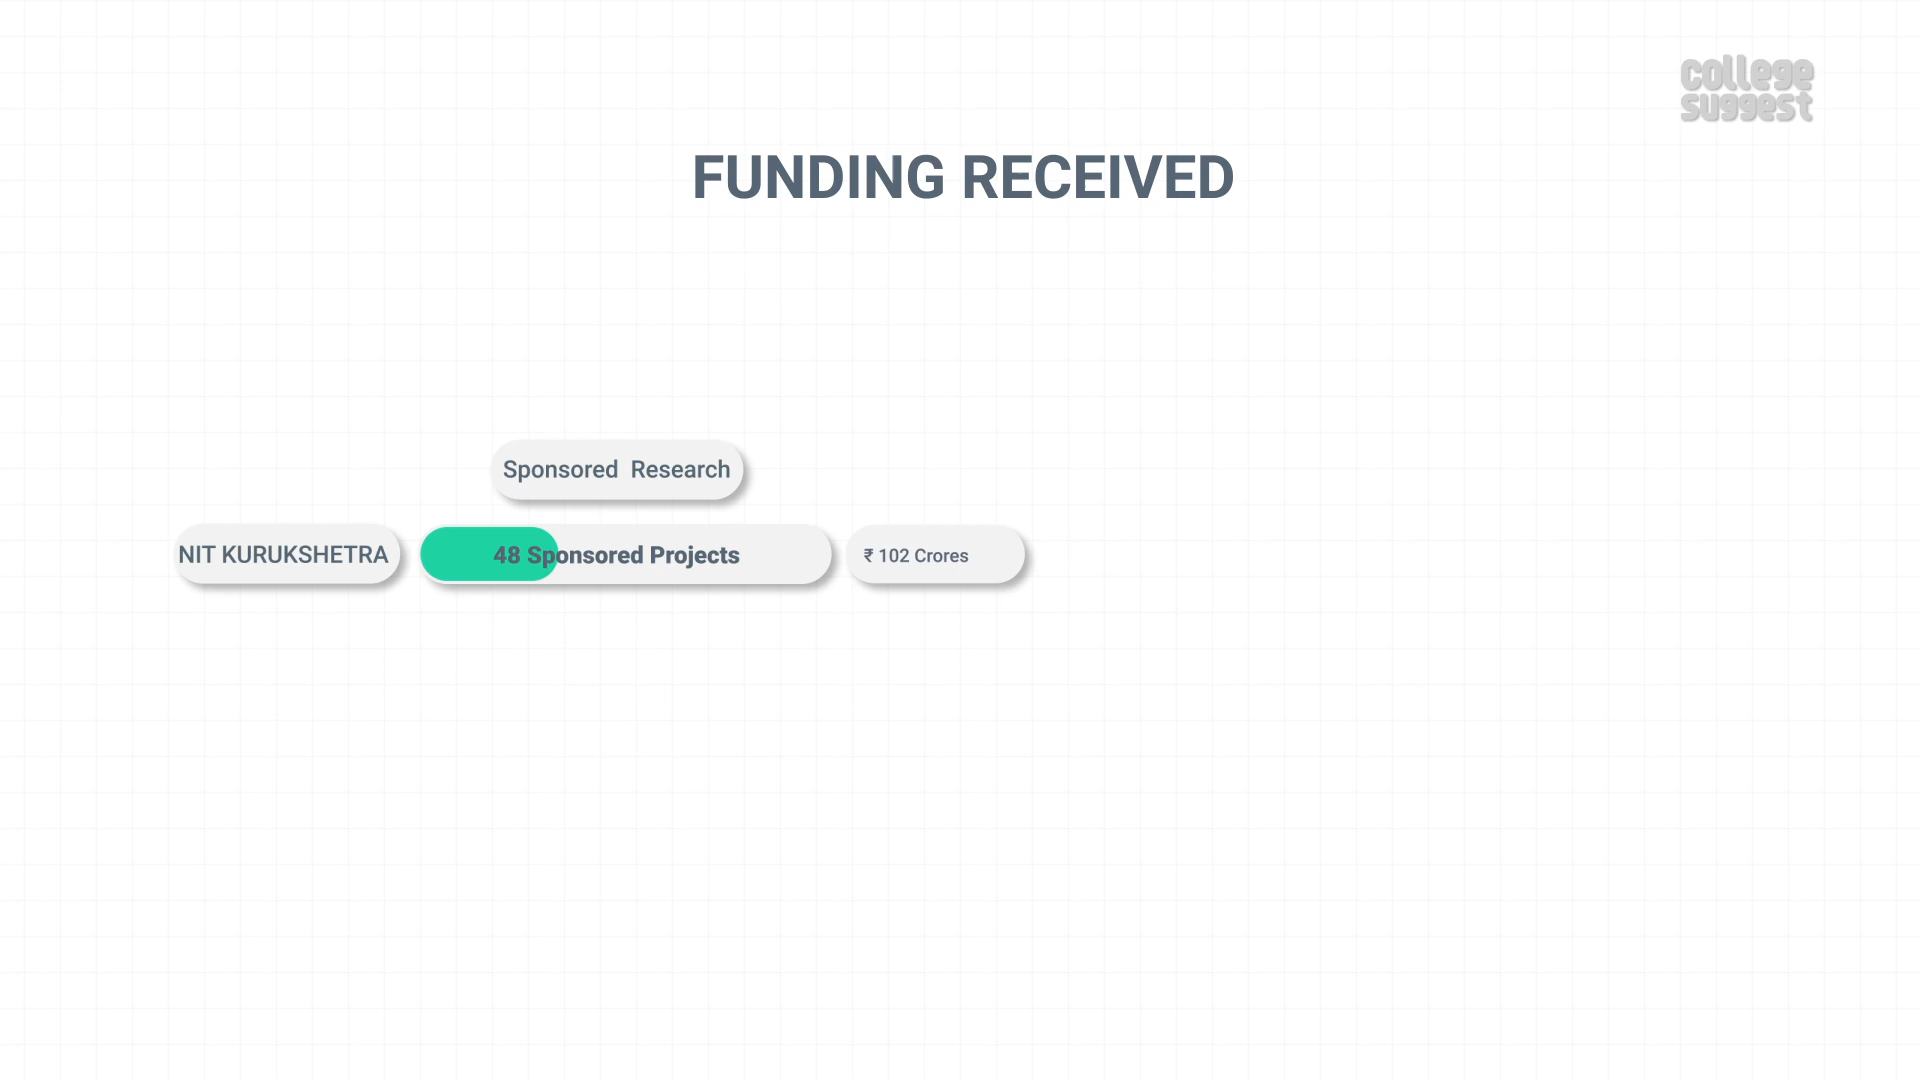 college
suggest
FUNDING RECEIVED
Sponsored Research
NIT KURUKSHETRA 48 Sponsored Projects ₹ 102 Crores